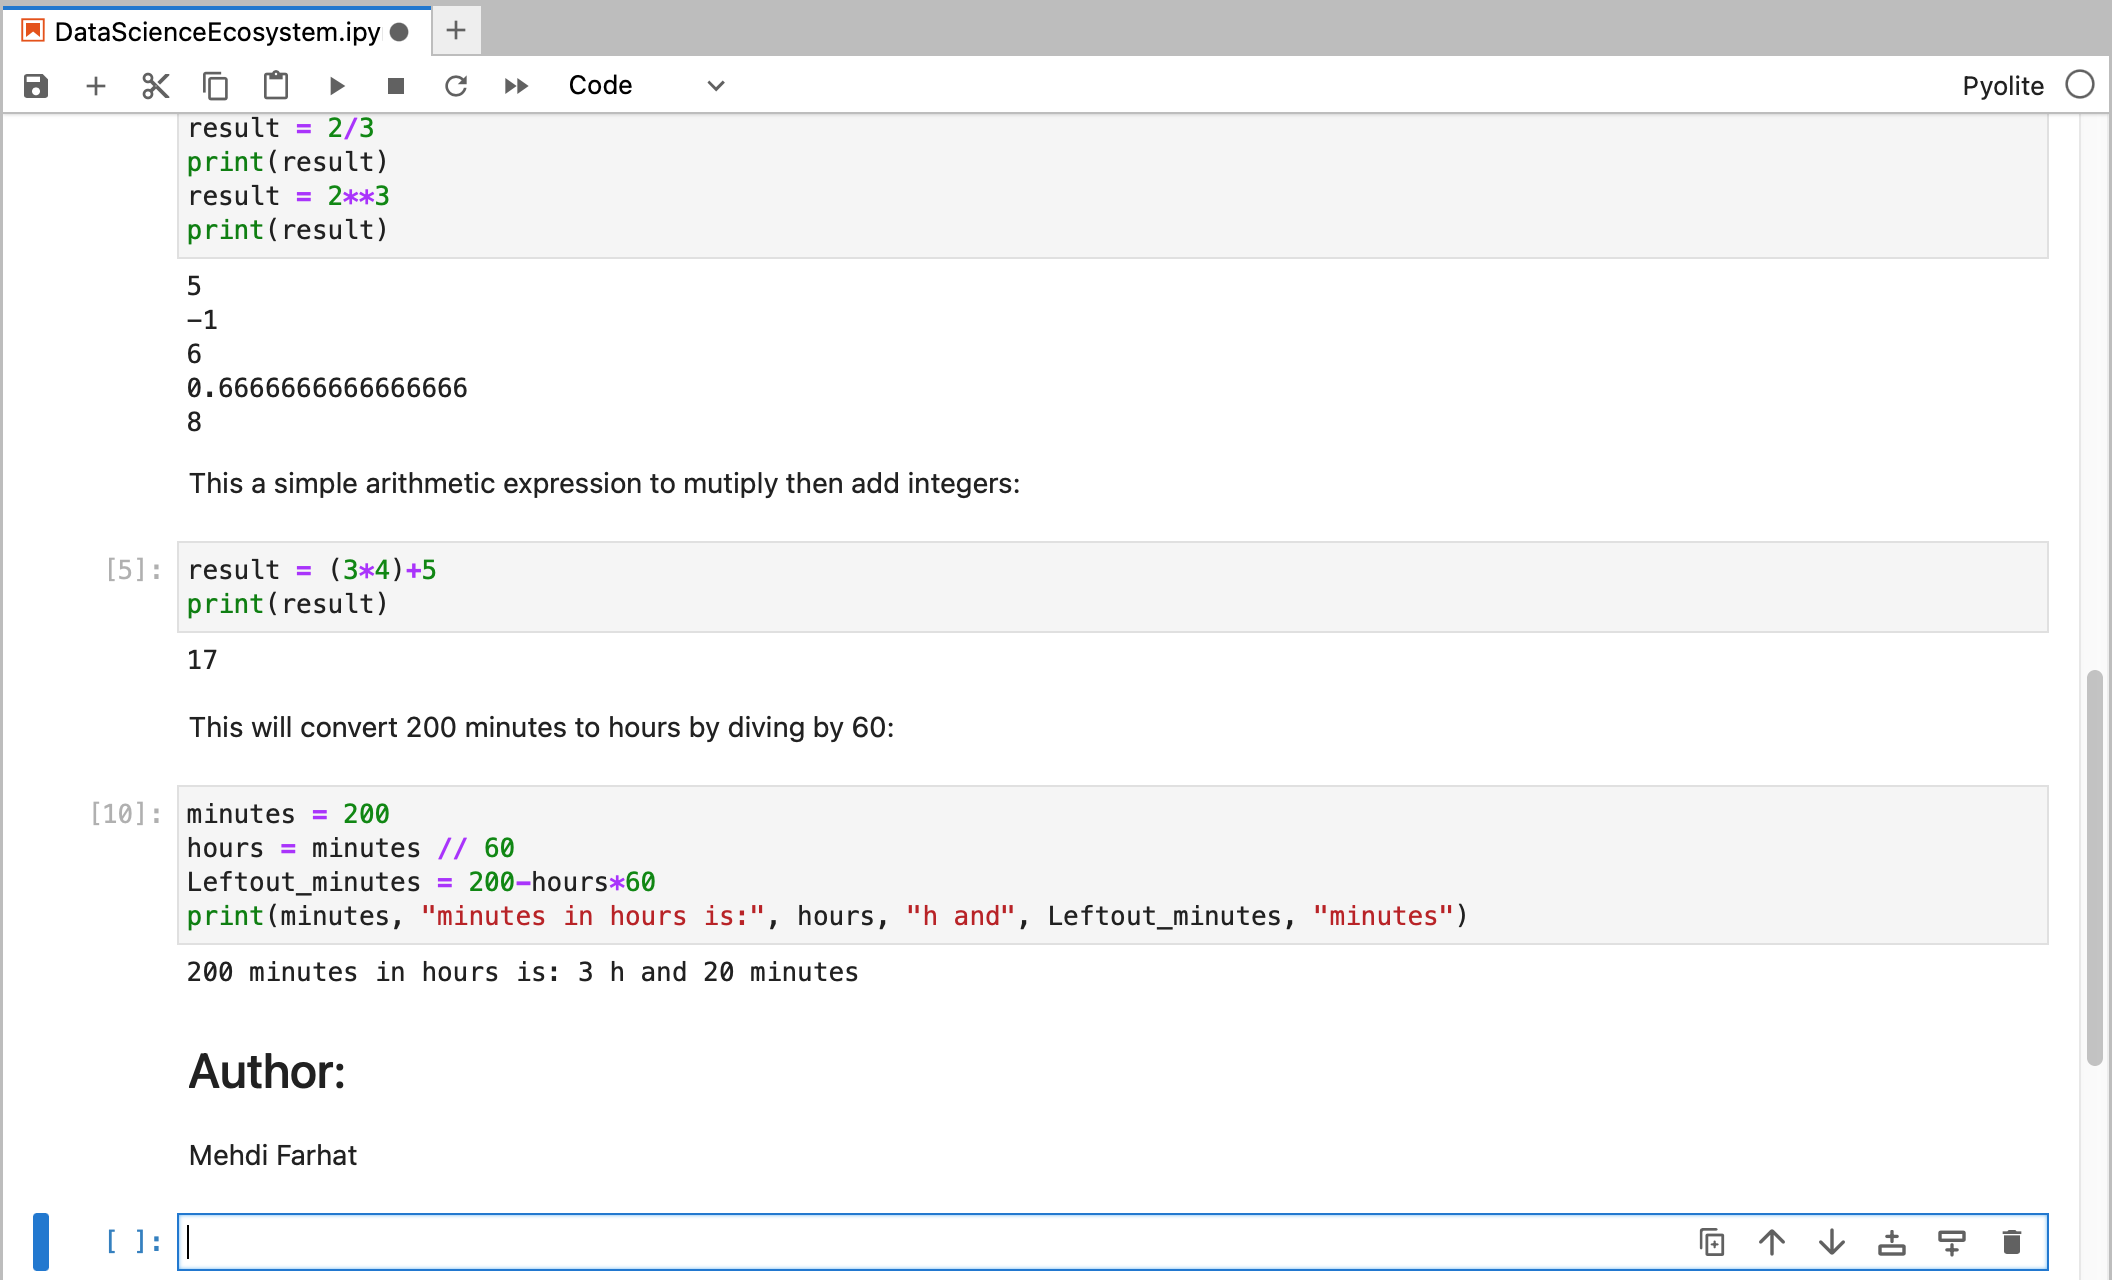 DataScienceEcosystem.ipy
Code
Pyolite
result = 2/3
print(result)
result = 2**3
print(result)
5
-1
6
0.6666666666666666
8
This a simple arithmetic expression to mutiply then add integers:
[5]:
result = (3*4)+5
print(result)
17
This will convert 200 minutes to hours by diving by 60:
[10]:
minutes = 200
hours = minutes // 60
Leftout_minutes = 200-hours*60
print(minutes, "minutes in hours is:", hours, "h and", Leftout_minutes, "minutes")
200 minutes in hours is: 3 h and 20 minutes
Author:
Mehdi Farhat
[ ]: